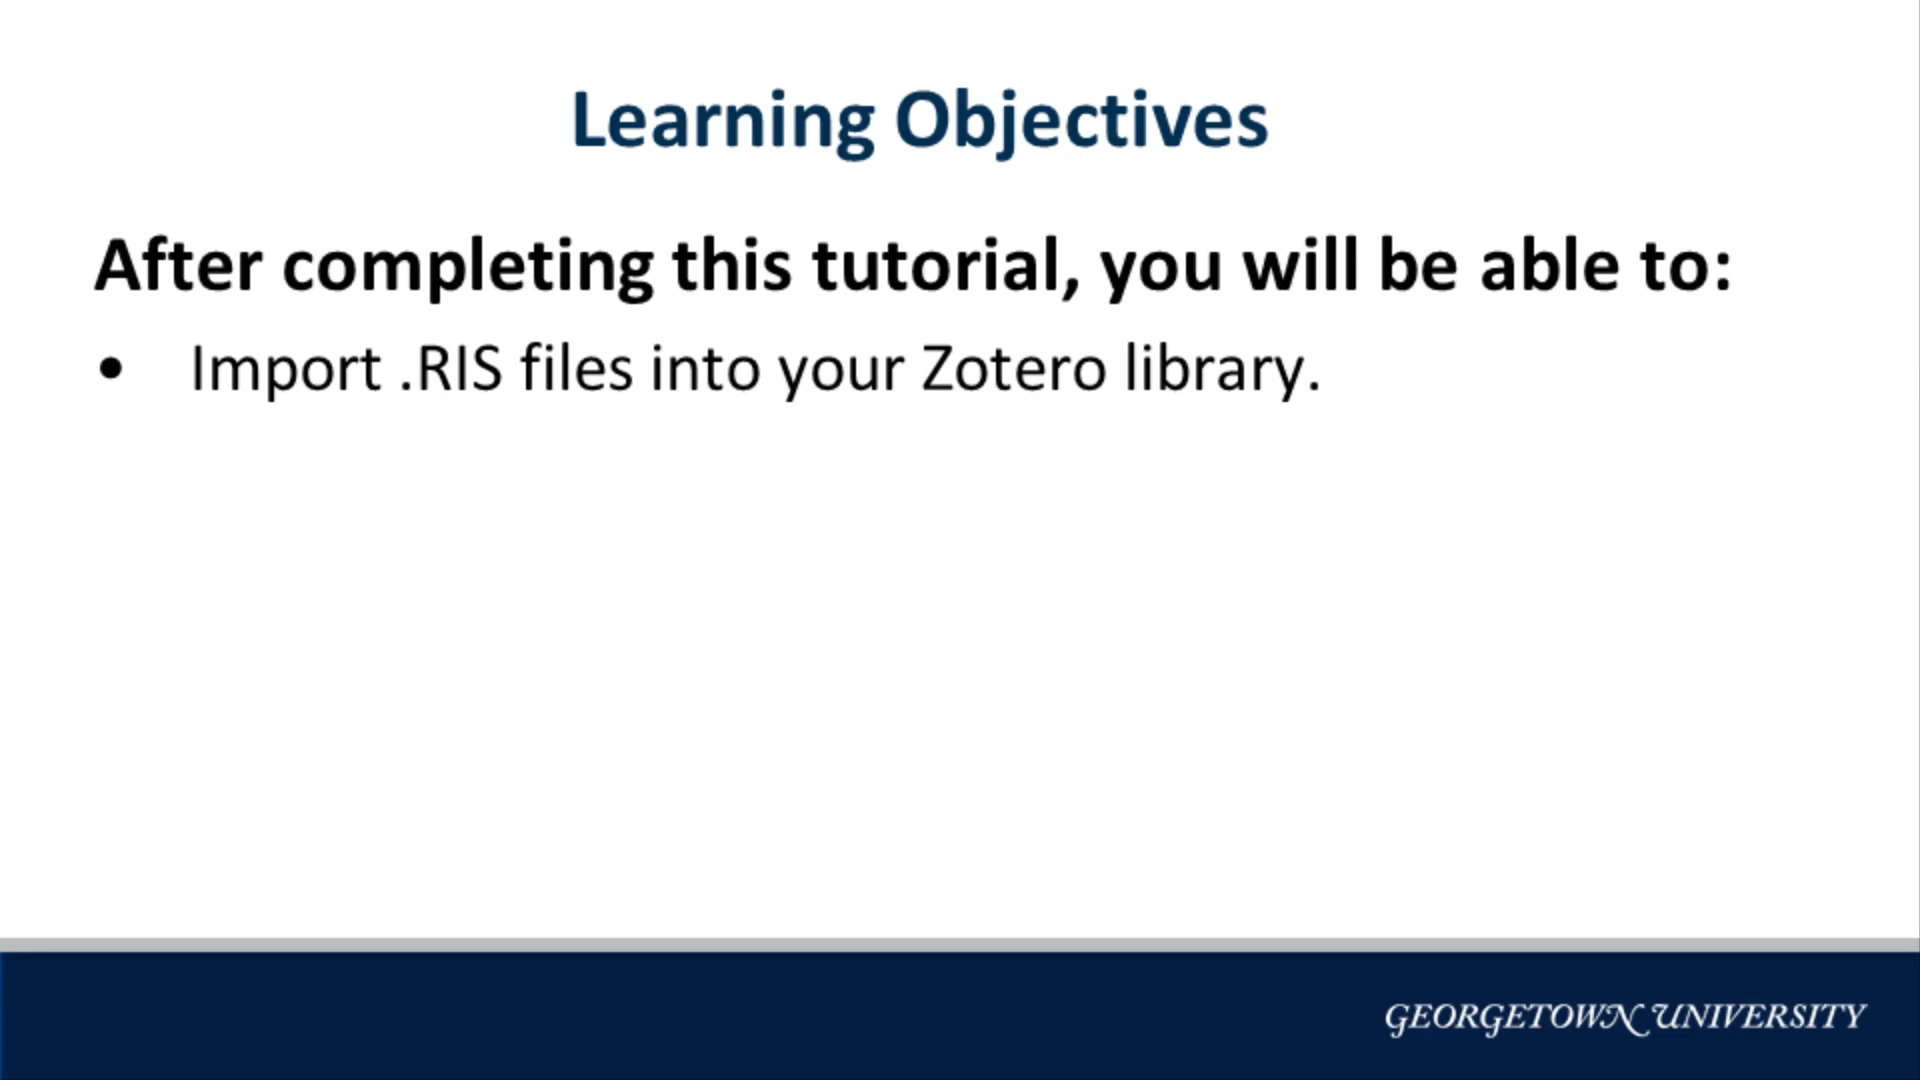 Learning Objectives
After completing this tutorial, you will be able to:
• Import .RIS files into your Zotero library.
GEORGETOWN UNIVERSITY